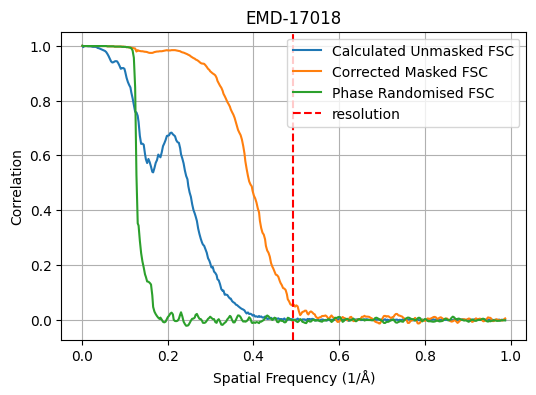 EMD-17018
Calculated Unmasked FSC
Corrected Masked FSC
Phase Randomised FSC
resolution
Correlation
1.0
0.8
0.6
0.4
0.2
0.0
0.0 0.2 0.4 0.6 0.8 1.0
Spatial Frequency (1/Å)